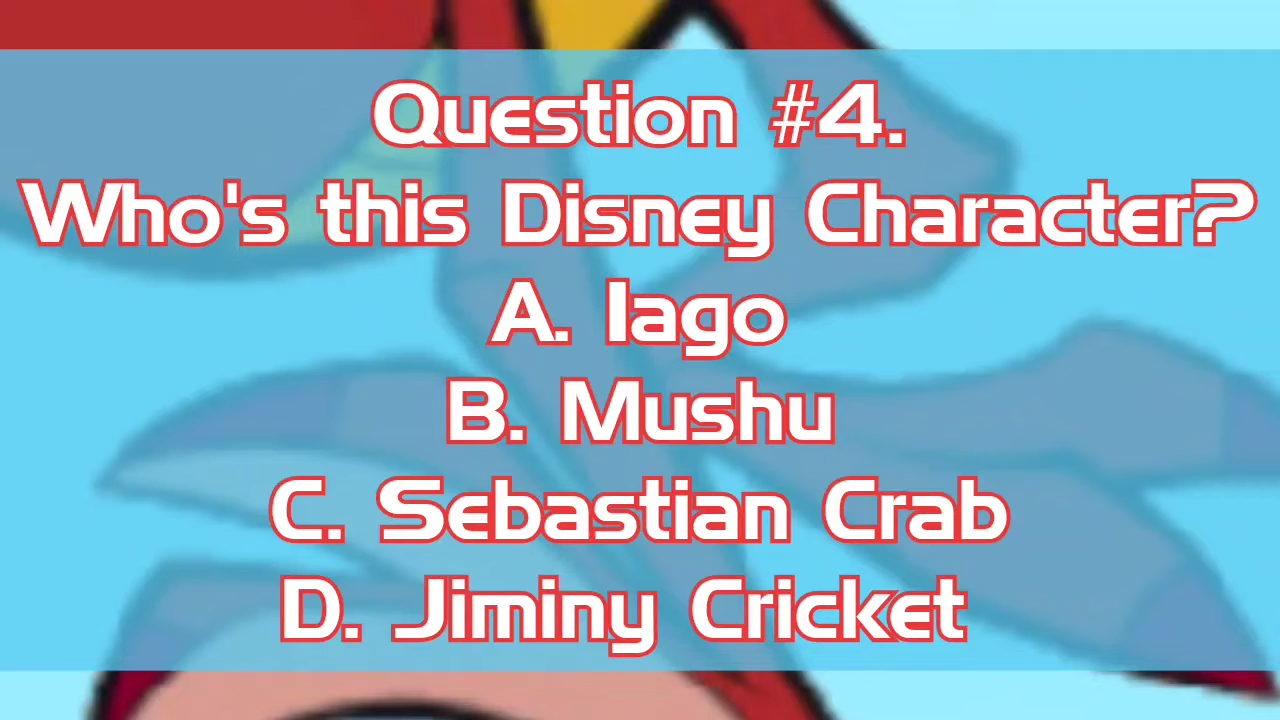 Question #4.
Who's this Disney Character?
A. Iago
B. Mushu
C. Sebastian Crab
D. Jiminy Cricket